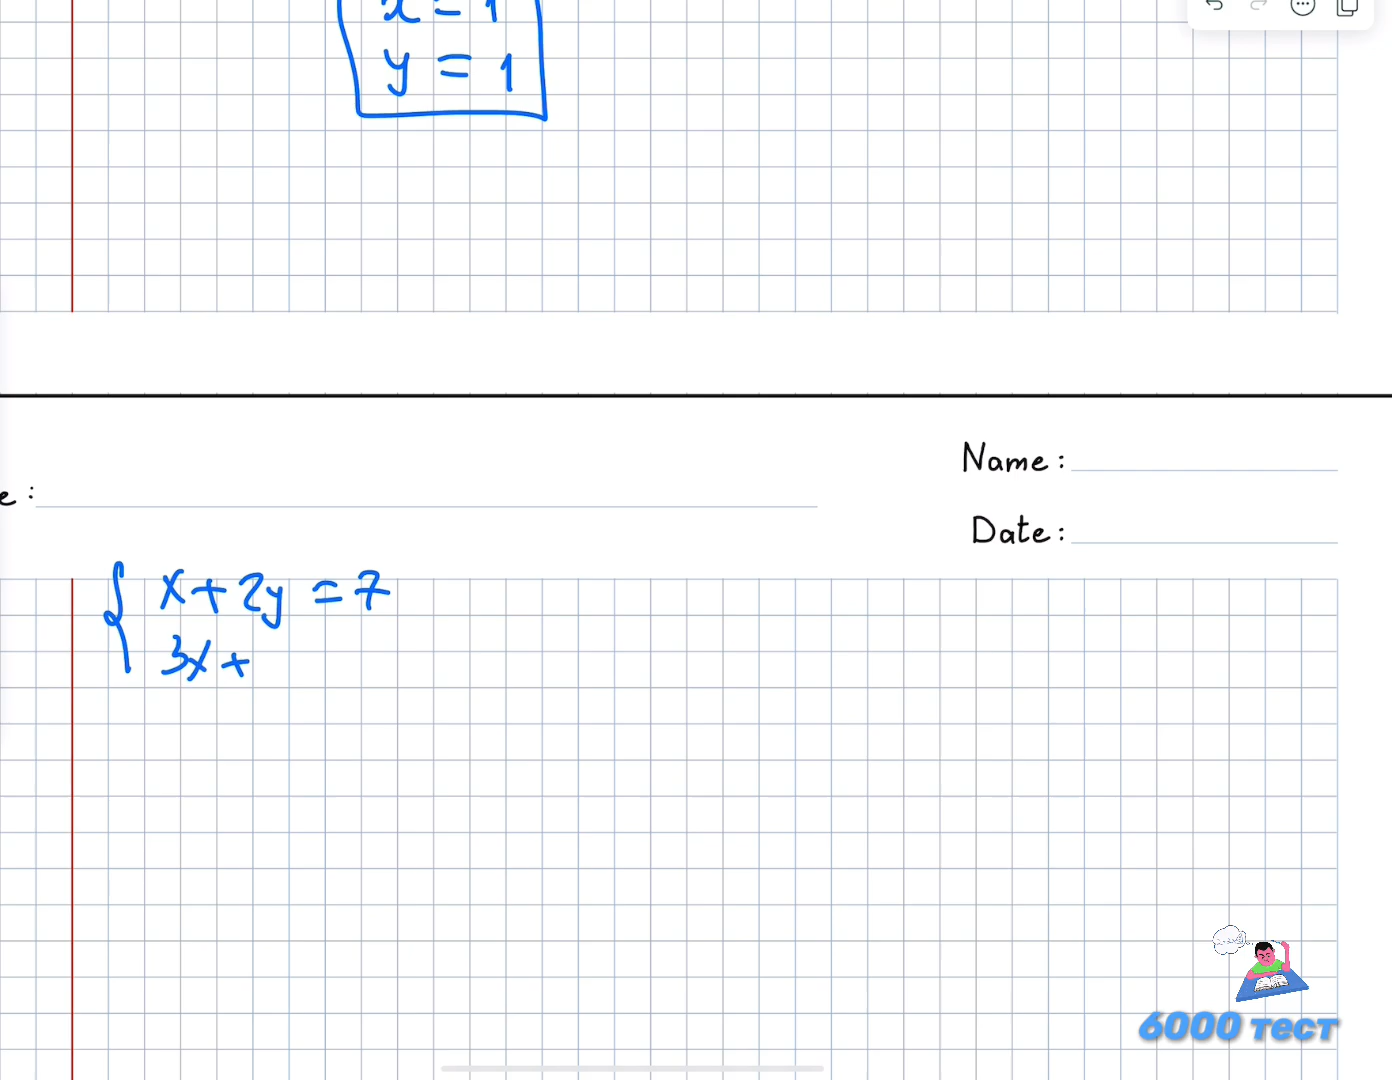 x = 1
y = 1
Name :
e :
Date :
x + 2y = 7
3x +
6000 тест